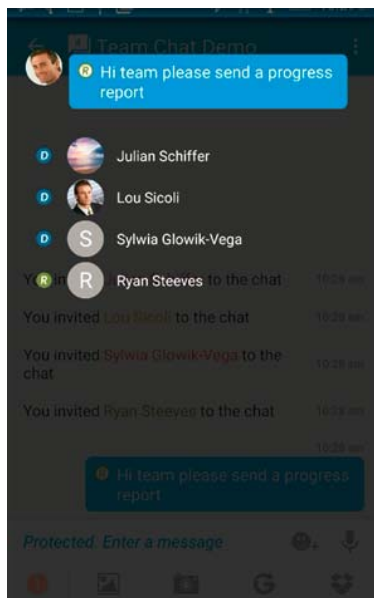 Team Chat Demo
R Hi team please send a progress
report
D Julian Schiffer
D Lou Sicoli
D S Sylwia Glowik-Vega
R R Ryan Steeves
to the chat 10:28 am
You invited Lou Sicoli to the chat 10:28 am
You invited Sylwia Glowik-Vega to the
chat 10:28 am
You invited Ryan Steeves to the chat 10:28 am
10:28 am
R Hi team please send a progress
report
Protected. Enter a message
G